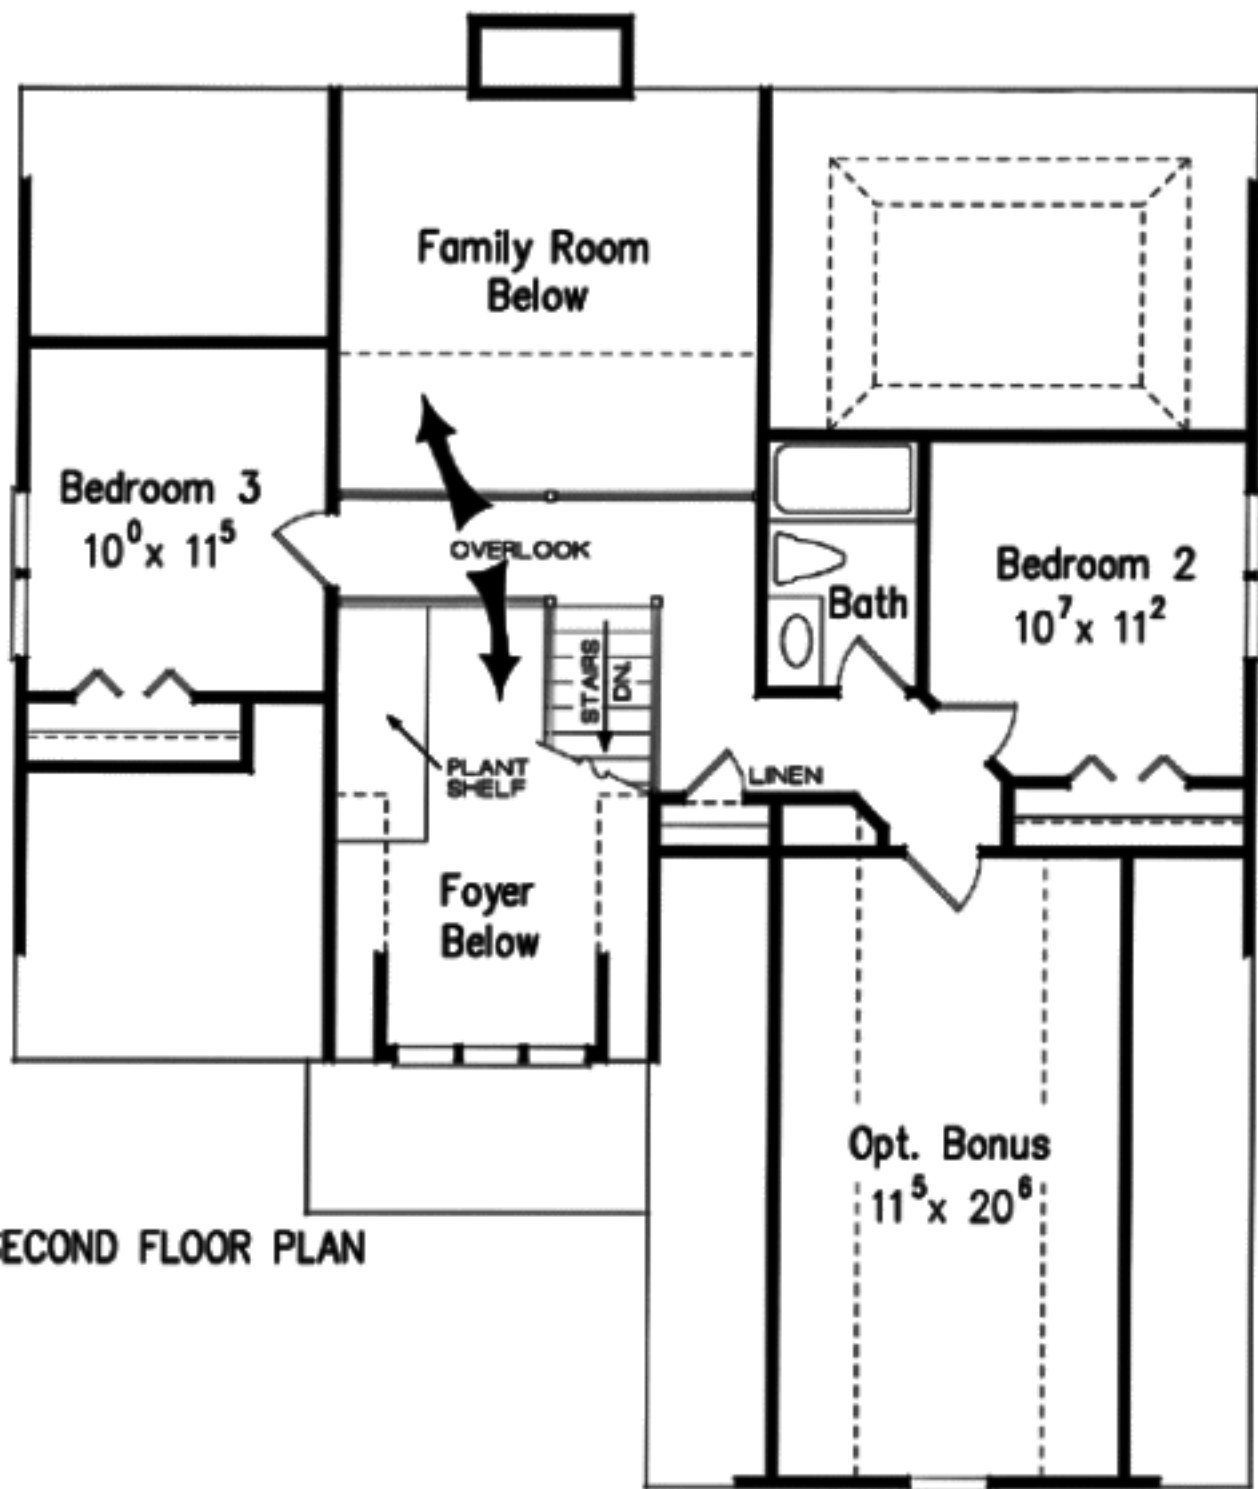 Family Room
Below
Bedroom 3
10⁰x 11⁵
OVERLOOK
Bath
Bedroom 2
10⁷x 11²
STAIRS
DN.
PLANT
SHELF
LINEN
Foyer
Below
Opt. Bonus
11⁵x 20⁶
SECOND FLOOR PLAN